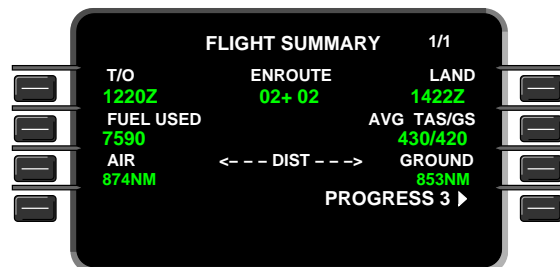 FLIGHT SUMMARY 1/1
T/O ENROUTE LAND
1220Z 02+ 02 1422Z
FUEL USED AVG TAS/GS
7590 430/420
AIR <– – – DIST – – –> GROUND
874NM 853NM
PROGRESS 3